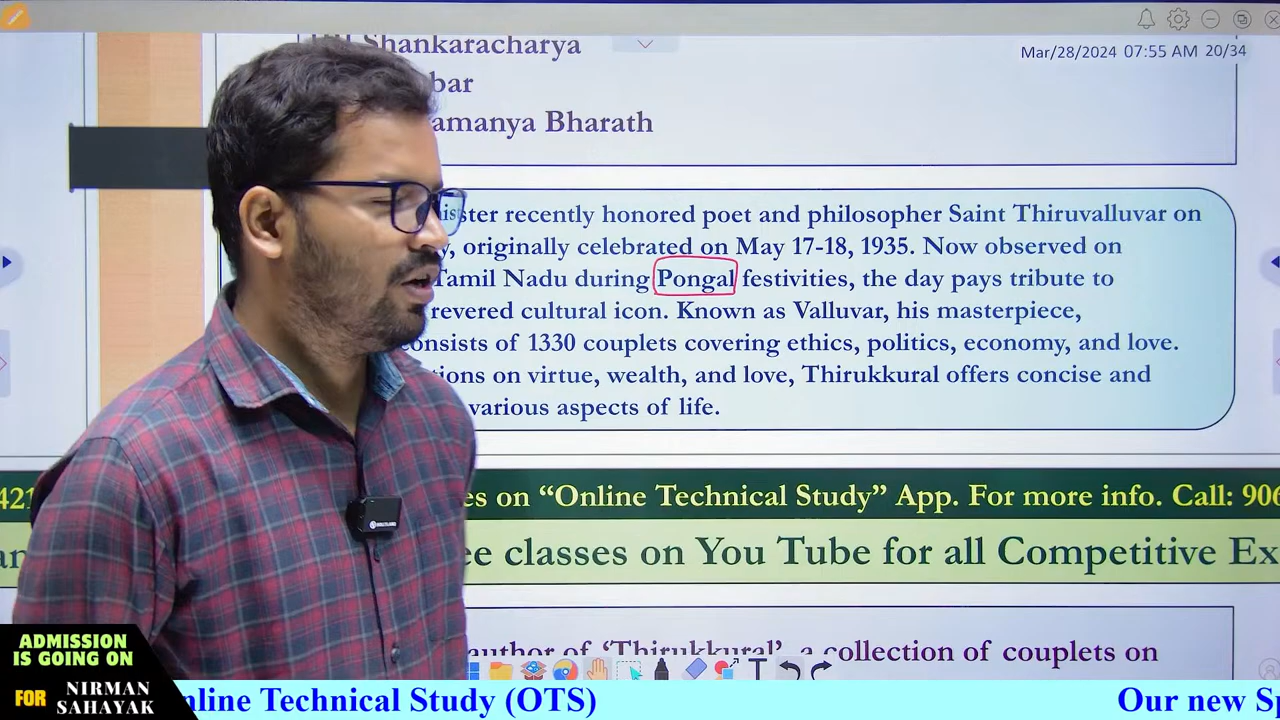 Shankaracharya
Mar/28/2024 07:55 AM 20/34
bar
amanya Bharath
ister recently honored poet and philosopher Saint Thiruvalluvar on
y, originally celebrated on May 17-18, 1935. Now observed on
Tamil Nadu during Pongal festivities, the day pays tribute to
revered cultural icon. Known as Valluvar, his masterpiece,
onsists of 1330 couplets covering ethics, politics, economy, and love.
tions on virtue, wealth, and love, Thirukkural offers concise and
various aspects of life.
421
es on “Online Technical Study” App. For more info. Call: 906
an
ee classes on You Tube for all Competitive Ex
author of ‘Thirukkural’, a collection of couplets on
ADMISSION
IS GOING ON
FOR NIRMAN
SAHAYAK
nline Technical Study (OTS)
Our new Sp